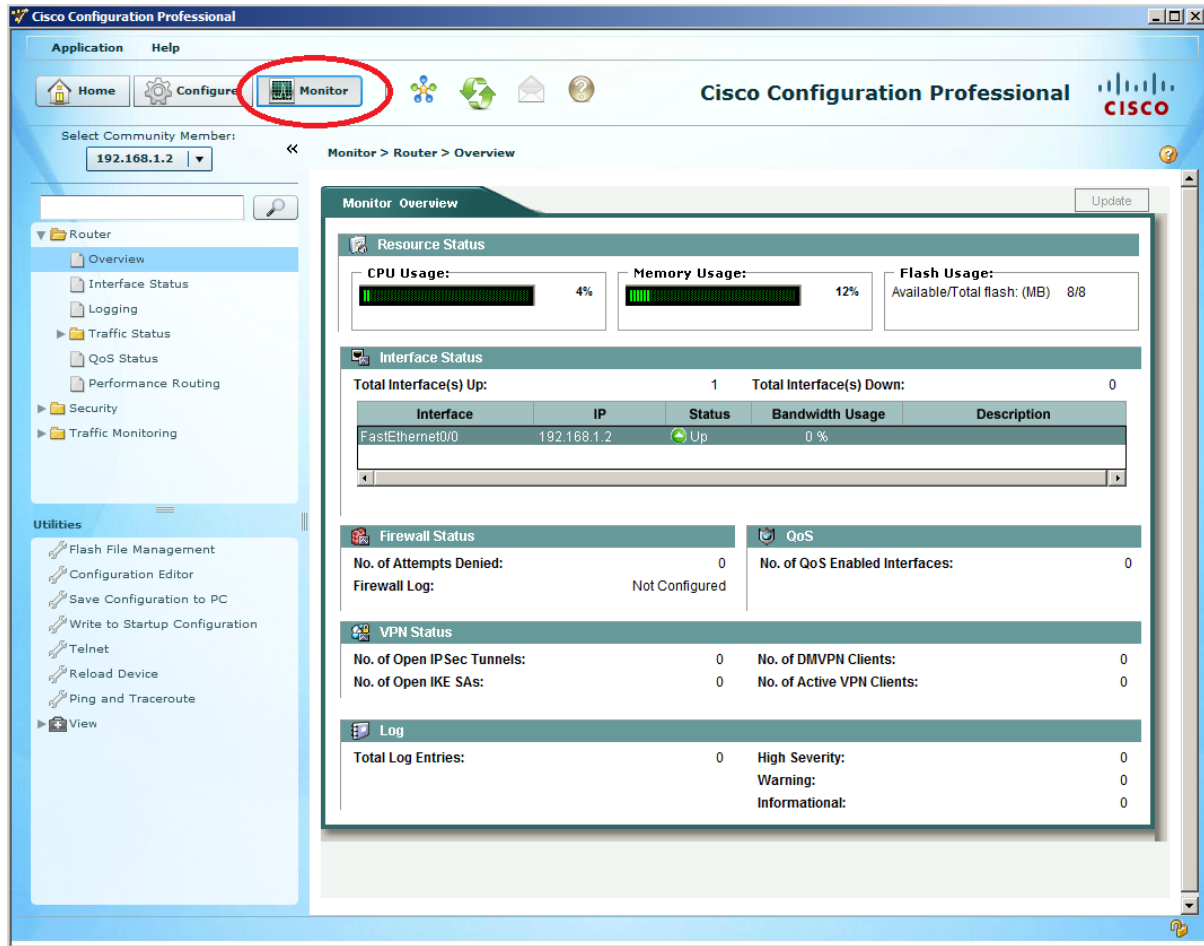 Cisco Configuration Professional
Application Help
Home Configure Monitor Cisco Configuration Professional CISCO
Select Community Member:
192.168.1.2
Monitor > Router > Overview
Router
Overview
Interface Status
Logging
Traffic Status
QoS Status
Performance Routing
Security
Traffic Monitoring
Utilities
Flash File Management
Configuration Editor
Save Configuration to PC
Write to Startup Configuration
Telnet
Reload Device
Ping and Traceroute
View
Monitor Overview Update
Resource Status
CPU Usage: Memory Usage: Flash Usage:
4% 12% Available/Total flash: (MB) 8/8
Interface Status
Total Interface(s) Up: 1 Total Interface(s) Down: 0
Interface IP Status Bandwidth Usage Description
FastEthernet0/0 192.168.1.2 Up 0 %
Firewall Status QoS
No. of Attempts Denied: 0 No. of QoS Enabled Interfaces: 0
Firewall Log: Not Configured
VPN Status
No. of Open IPSec Tunnels: 0 No. of DMVPN Clients: 0
No. of Open IKE SAs: 0 No. of Active VPN Clients: 0
Log
Total Log Entries: 0 High Severity: 0
Warning: 0
Informational: 0